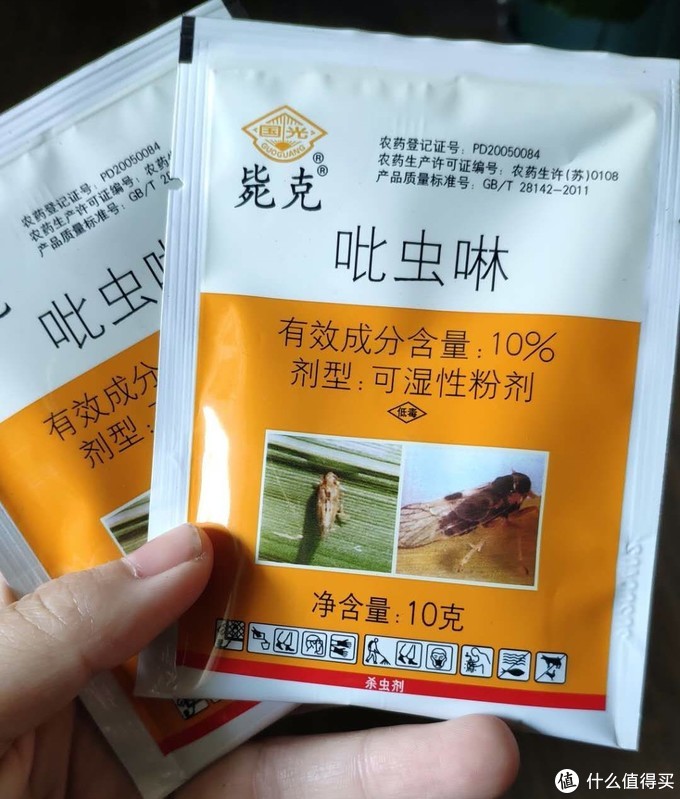 国光
GUOGUANG
®
毙克®
农药登记证号: PD20050084
农药生产许可证编号: 农药生许(苏)0108
产品质量标准号: GB/T 28142-2011
吡虫啉
有效成分含量: 10%
剂型: 可湿性粉剂
低毒
净含量: 10克
杀虫剂
农药登记证号: PD20050084
农药生产许可证编号: 农药
产品质量标准号: GB/T
吡虫
有效成分
剂型:
值 什么值得买